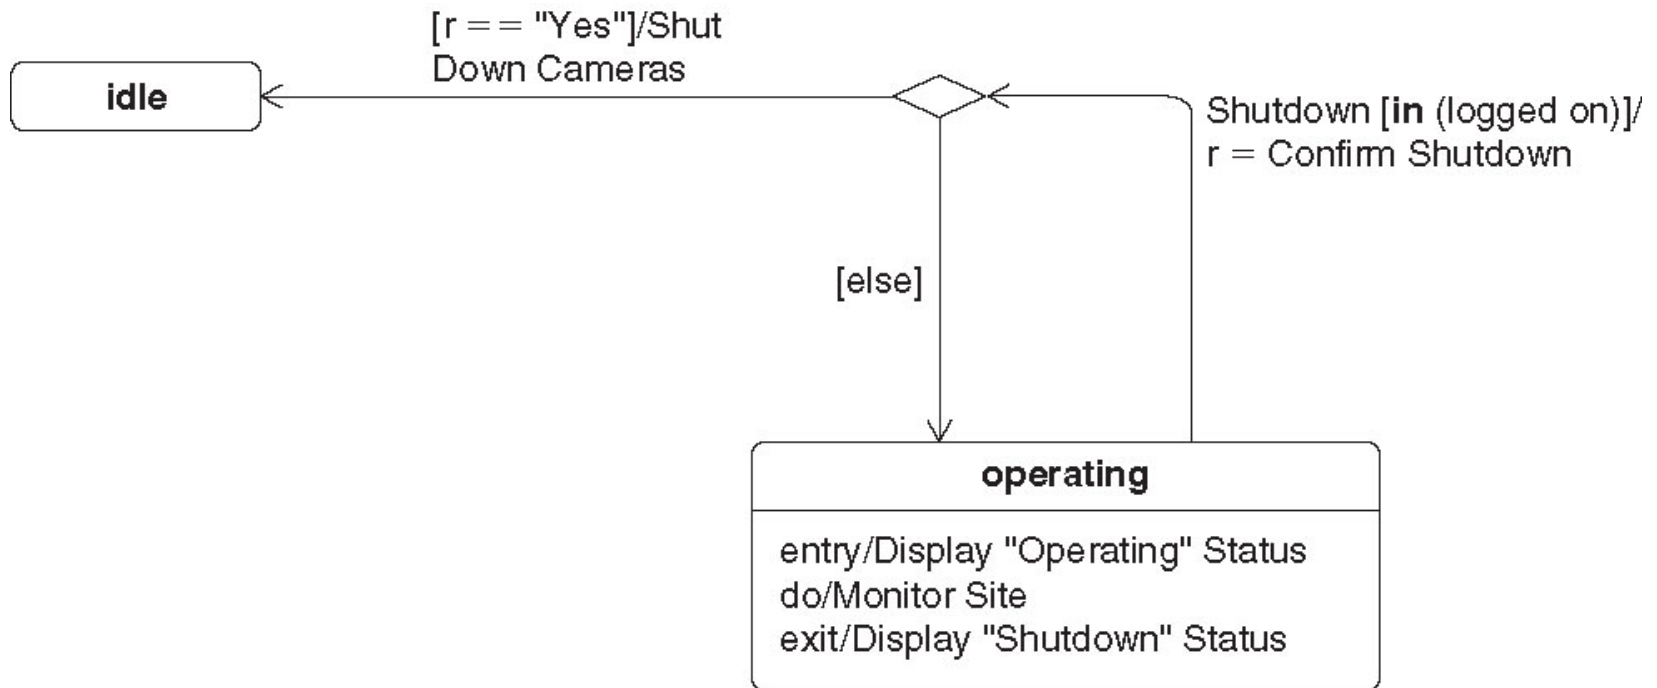 [r == "Yes"]/Shut
Down Cameras
idle
Shutdown [in (logged on)]/
r = Confirm Shutdown
[else]
operating
entry/Display "Operating" Status
do/Monitor Site
exit/Display "Shutdown" Status